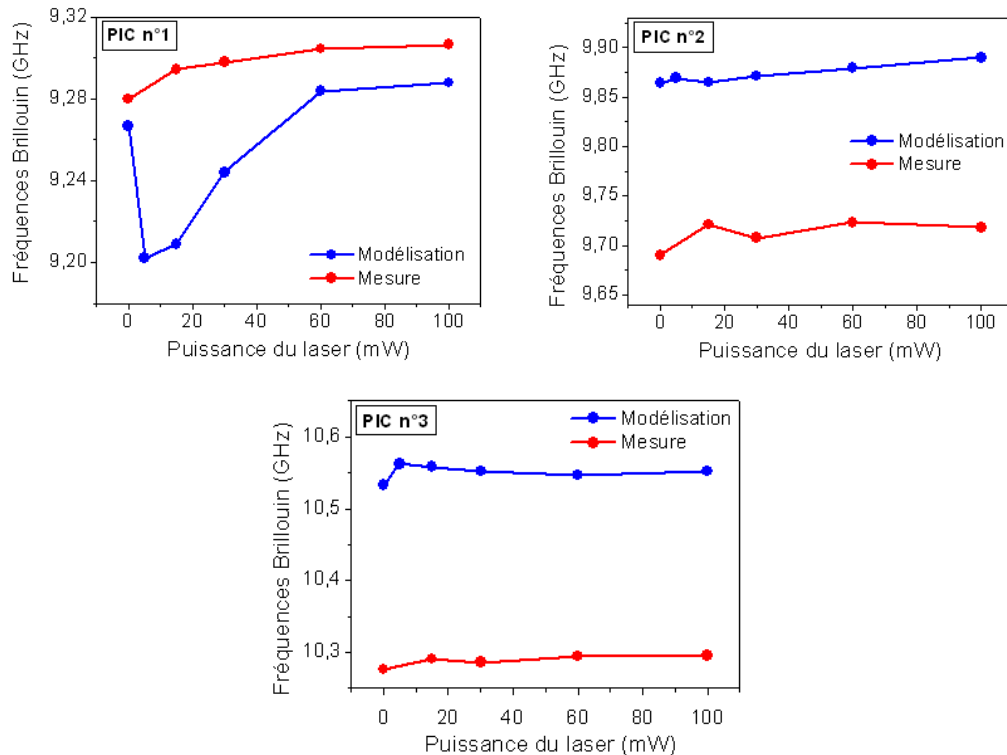 PIC n°1
Fréquences Brillouin (GHz)
9,32
9,28
9,24
9,20
Modélisation
Mesure
0 20 40 60 80 100
Puissance du laser (mW)
PIC n°2
Fréquences Brillouin (GHz)
9,90
9,85
9,80
9,75
9,70
9,65
Modélisation
Mesure
0 20 40 60 80 100
Puissance du laser (mW)
PIC n°3
Fréquences Brillouin (GHz)
10,6
10,5
10,4
10,3
Modélisation
Mesure
0 20 40 60 80 100
Puissance du laser (mW)